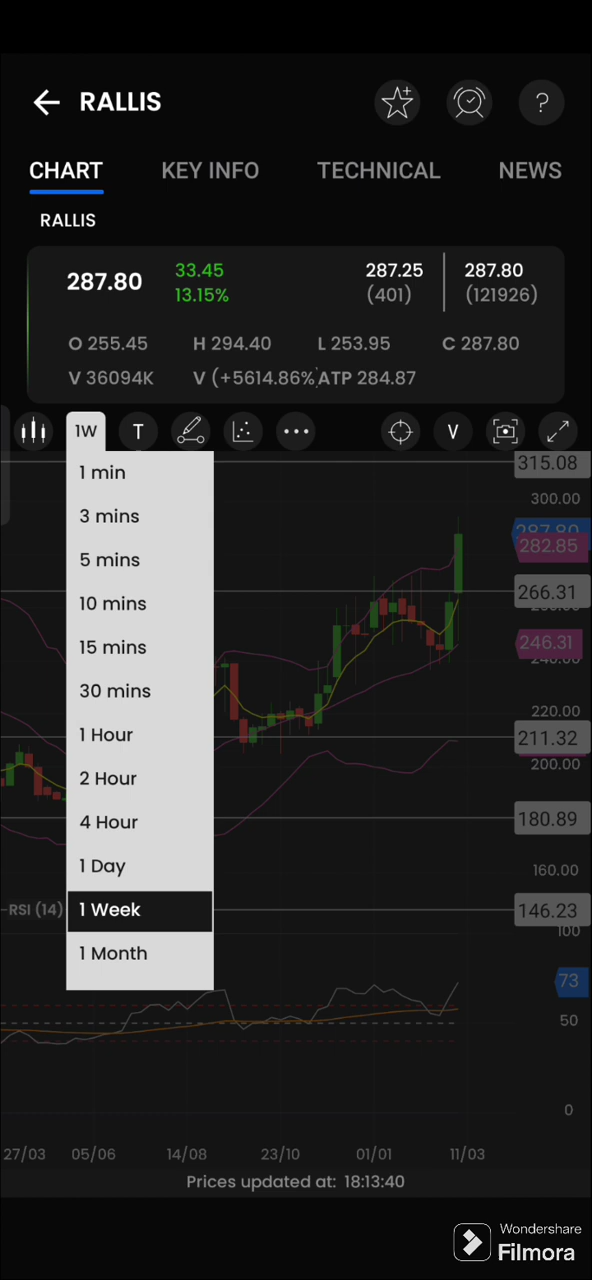 RALLIS
?
CHART KEY INFO TECHNICAL NEWS
RALLIS
287.80 33.45 287.25 287.80
13.15% (401) (121926)
O 255.45 H 294.40 L 253.95 C 287.80
V 36094K V (+5614.86%) ATP 284.87
1W T V
1 min
3 mins
5 mins
10 mins
15 mins
30 mins
1 Hour
2 Hour
4 Hour
1 Day
1 Week
1 Month
315.08
300.00
287.80
282.85
266.31
246.31
240.00
220.00
211.32
200.00
180.89
160.00
RSI (14) 146.23
100
73
50
0
27/03 05/06 14/08 23/10 01/01 11/03
Prices updated at: 18:13:40
Wondershare
Filmora